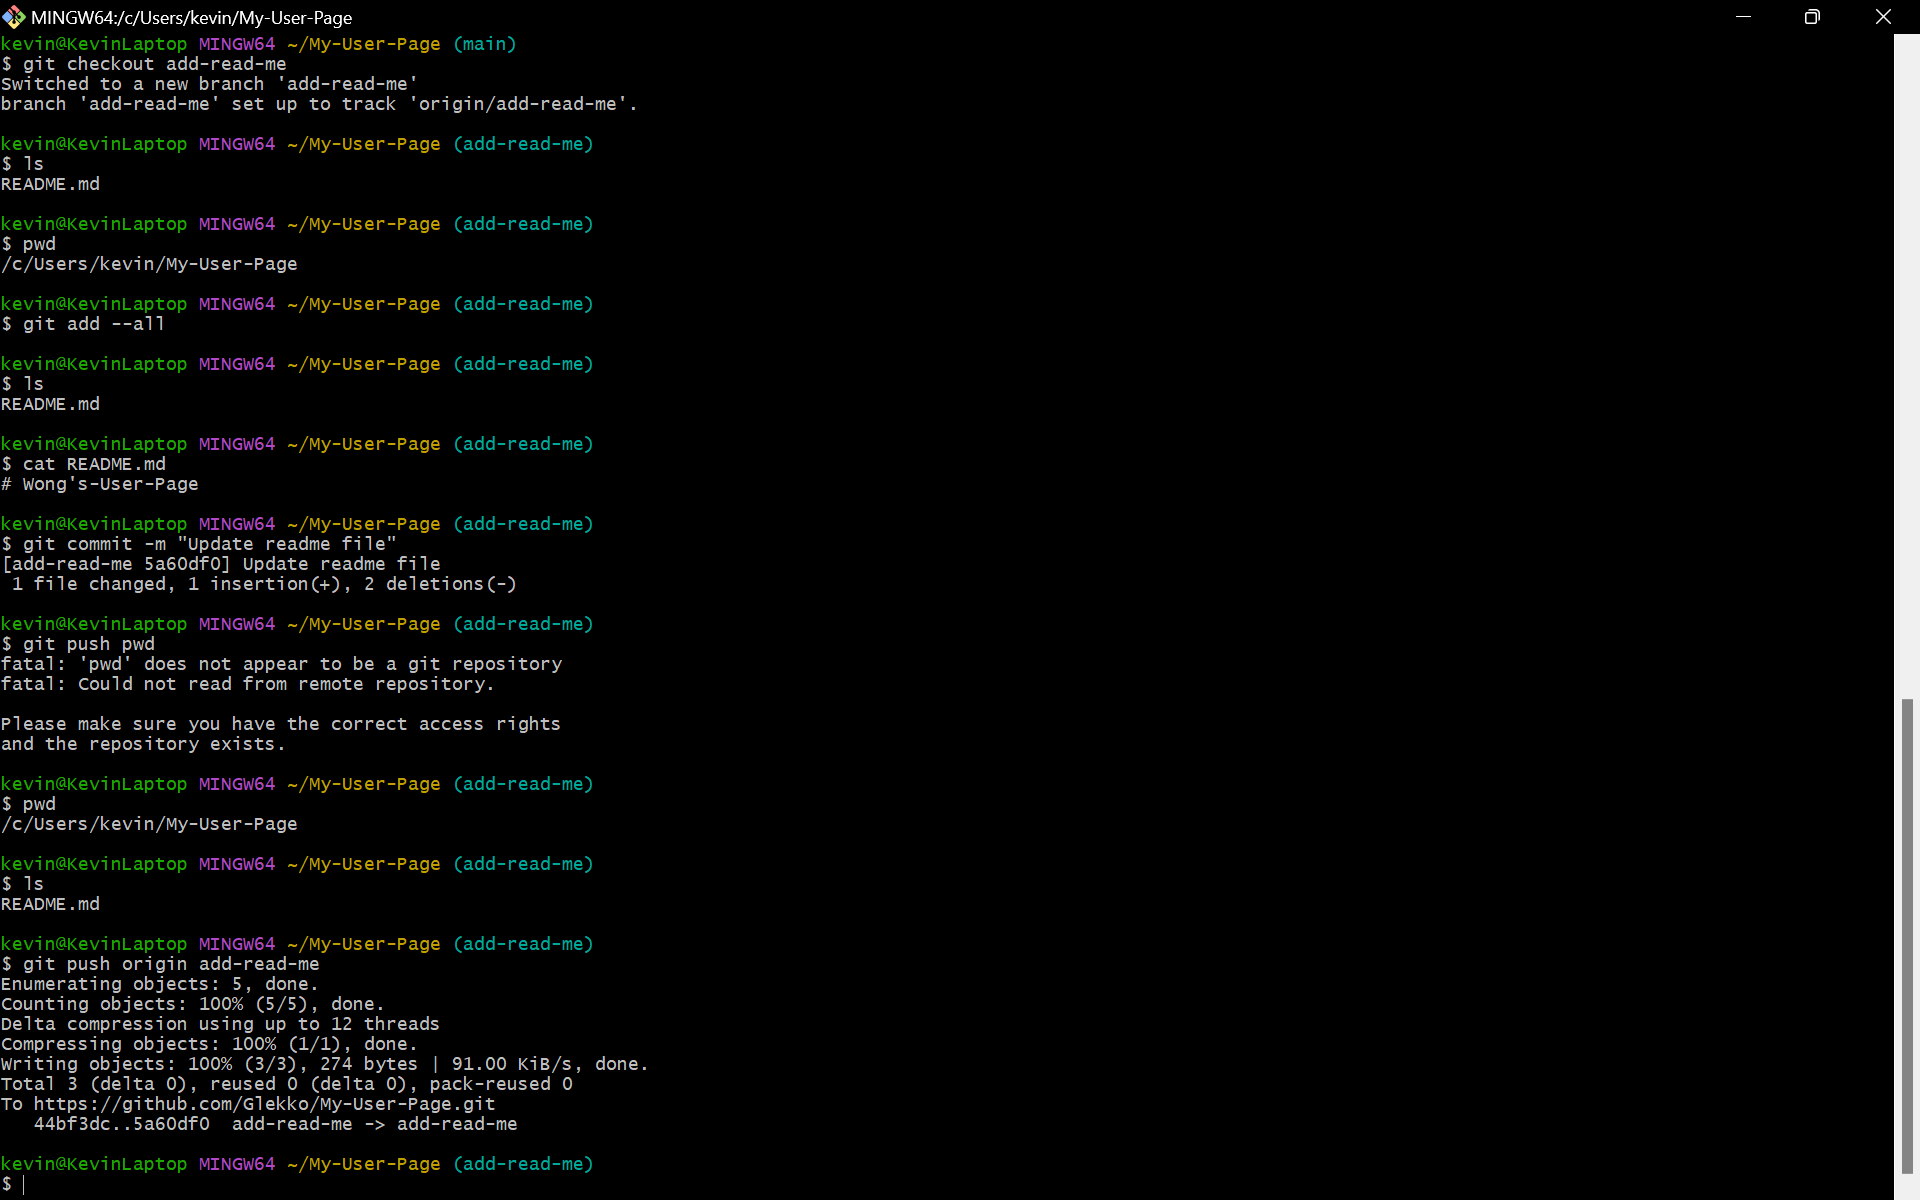 MINGW64:/c/Users/kevin/My-User-Page
kevin@KevinLaptop MINGW64 ~/My-User-Page (main)
$ git checkout add-read-me
Switched to a new branch 'add-read-me'
branch 'add-read-me' set up to track 'origin/add-read-me'.
kevin@KevinLaptop MINGW64 ~/My-User-Page (add-read-me)
$ ls
README.md
kevin@KevinLaptop MINGW64 ~/My-User-Page (add-read-me)
$ pwd
/c/Users/kevin/My-User-Page
kevin@KevinLaptop MINGW64 ~/My-User-Page (add-read-me)
$ git add --all
kevin@KevinLaptop MINGW64 ~/My-User-Page (add-read-me)
$ ls
README.md
kevin@KevinLaptop MINGW64 ~/My-User-Page (add-read-me)
$ cat README.md
# Wong's-User-Page
kevin@KevinLaptop MINGW64 ~/My-User-Page (add-read-me)
$ git commit -m "Update readme file"
[add-read-me 5a60df0] Update readme file
 1 file changed, 1 insertion(+), 2 deletions(-)
kevin@KevinLaptop MINGW64 ~/My-User-Page (add-read-me)
$ git push pwd
fatal: 'pwd' does not appear to be a git repository
fatal: Could not read from remote repository.
Please make sure you have the correct access rights
and the repository exists.
kevin@KevinLaptop MINGW64 ~/My-User-Page (add-read-me)
$ pwd
/c/Users/kevin/My-User-Page
kevin@KevinLaptop MINGW64 ~/My-User-Page (add-read-me)
$ ls
README.md
kevin@KevinLaptop MINGW64 ~/My-User-Page (add-read-me)
$ git push origin add-read-me
Enumerating objects: 5, done.
Counting objects: 100% (5/5), done.
Delta compression using up to 12 threads
Compressing objects: 100% (1/1), done.
Writing objects: 100% (3/3), 274 bytes | 91.00 KiB/s, done.
Total 3 (delta 0), reused 0 (delta 0), pack-reused 0
To https://github.com/Glekko/My-User-Page.git
   44bf3dc..5a60df0  add-read-me -> add-read-me
kevin@KevinLaptop MINGW64 ~/My-User-Page (add-read-me)
$